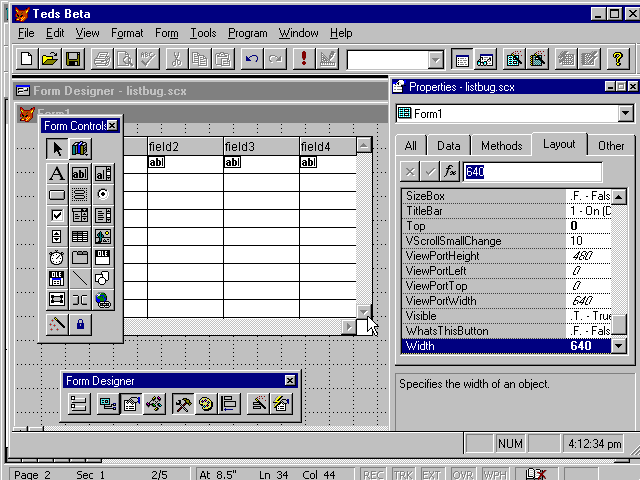 Teds Beta
File Edit View Format Form Tools Program Window Help
Form Designer - listbug.scx
Form1
Form Controls
field2 field3 field4
abl abl abl
Form Designer
Properties - listbug.scx
Form1
All Data Methods Layout Other
640
SizeBox .F. - Fals
TitleBar 1 - On (D
Top 0
VScrollSmallChange 10
ViewPortHeight 480
ViewPortLeft 0
ViewPortTop 0
ViewPortWidth 640
Visible .T. - True
WhatsThisButton .F. - Fals
Width 640
Specifies the width of an object.
NUM 4:12:34 pm
Page 2 Sec 1 2/5 At 8.5" Ln 34 Col 44 REC TRK EXT OVR WPH